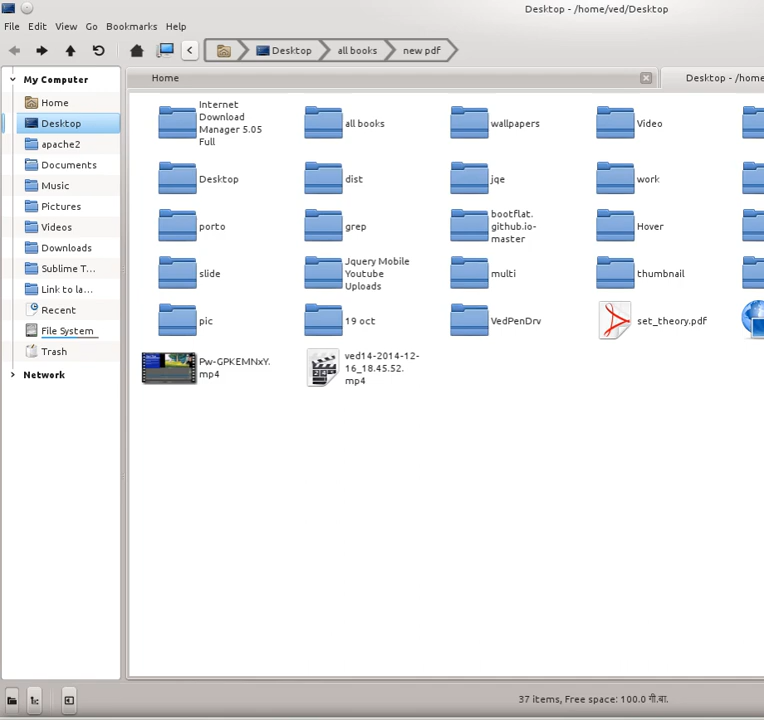 Desktop - /home/ved/Desktop
File Edit View Go Bookmarks Help
Desktop all books new pdf
My Computer
Home
Desktop
apache2
Documents
Music
Pictures
Videos
Downloads
Sublime T...
Link to la...
Recent
File System
Trash
Network
Home
Desktop - /home
Internet
Download
Manager 5.05
Full
all books
wallpapers
Video
Desktop
dist
jqe
work
porto
grep
bootflat.
github.io-
master
Hover
slide
Jquery Mobile
Youtube
Uploads
multi
thumbnail
pic
19 oct
VedPenDrv
set_theory.pdf
Pw-GPKEMNxY.
mp4
ved14-2014-12-
16_18.45.52.
mp4
37 items, Free space: 100.0 गी.बा.